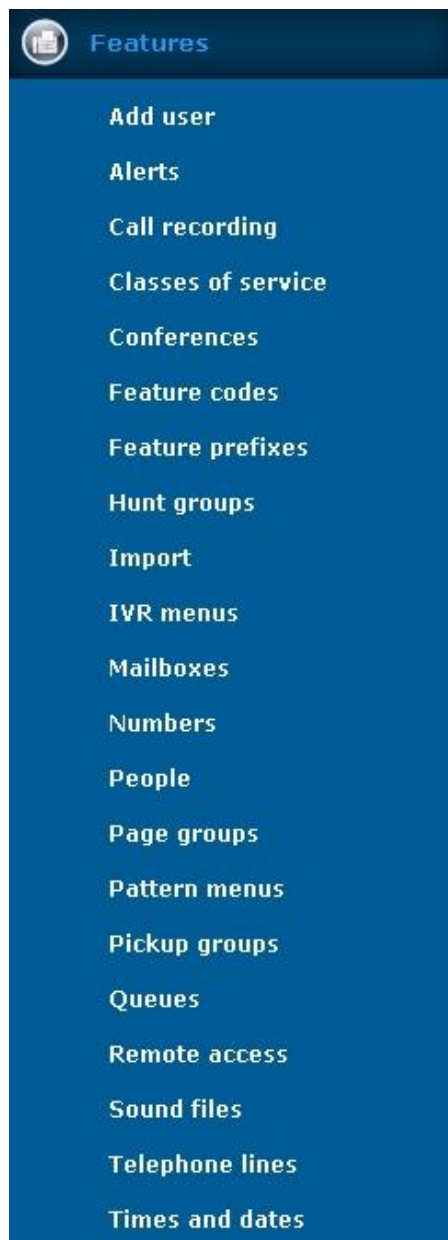 Features
Add user
Alerts
Call recording
Classes of service
Conferences
Feature codes
Feature prefixes
Hunt groups
Import
IVR menus
Mailboxes
Numbers
People
Page groups
Pattern menus
Pickup groups
Queues
Remote access
Sound files
Telephone lines
Times and dates